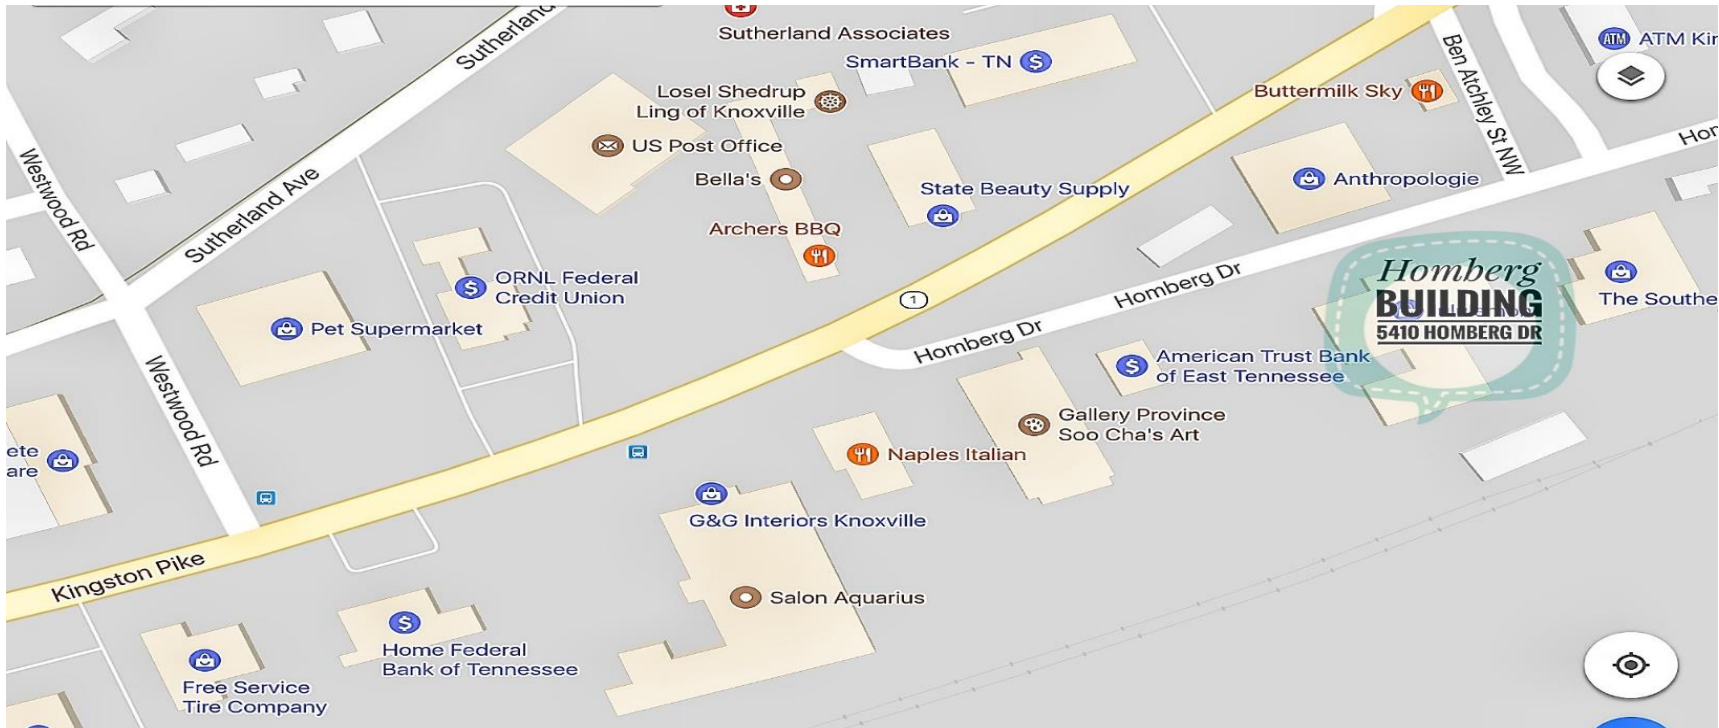 Sutherland
Sutherland Associates
SmartBank - TN
ATM
ATM Kir
Losel Shedrup
Ling of Knoxville
Buttermilk Sky
Ben Atchley St NW
US Post Office
Hor
Westwood Rd
Sutherland Ave
Bella's
State Beauty Supply
Anthropologie
Archers BBQ
ORNL Federal
Credit Union
Homberg Dr
Homberg
BUILDING
5410 HOMBERG DR
The Southe
1
Pet Supermarket
Homberg Dr
American Trust Bank
of East Tennessee
Westwood Rd
Gallery Province
Soo Cha's Art
ete
are
Naples Italian
G&G Interiors Knoxville
Kingston Pike
Salon Aquarius
Home Federal
Bank of Tennessee
Free Service
Tire Company